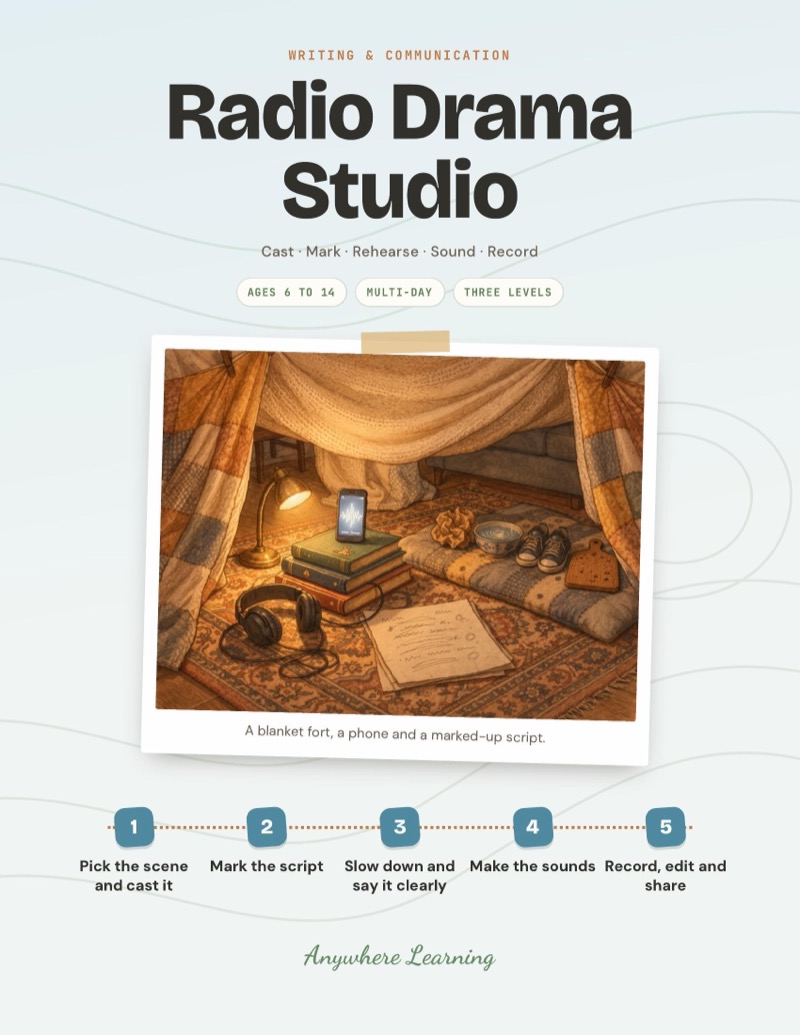 WRITING & COMMUNICATION
Radio Drama
Studio
Cast · Mark · Rehearse · Sound · Record
AGES 6 TO 14
MULTI-DAY
THREE LEVELS
A blanket fort, a phone and a marked-up script.
1
2
3
4
5
Pick the scene
and cast it
Mark the script
Slow down and
say it clearly
Make the sounds
Record, edit and
share
Anywhere Learning